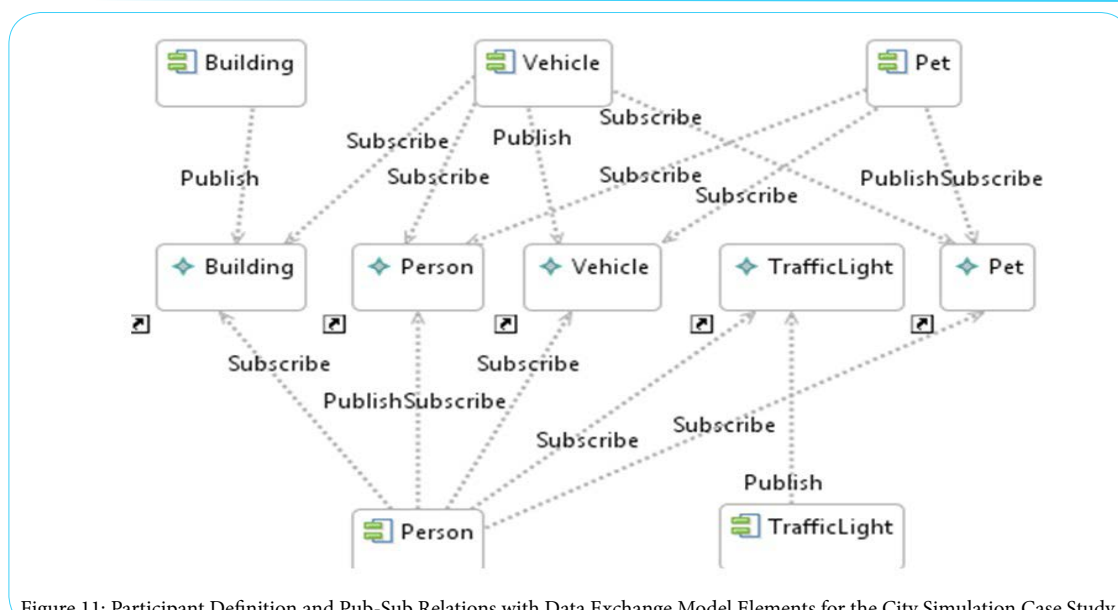 Building
Vehicle
Pet
Subscribe
Publish
Subscribe
Subscribe
Publish
Subscribe
Subscribe
PublishSubscribe
Subscribe
Building
Person
Vehicle
TrafficLight
Pet
Subscribe
Subscribe
PublishSubscribe
Subscribe
Subscribe
Publish
Person
TrafficLight
Figure 11: Participant Definition and Pub-Sub Relations with Data Exchange Model Elements for the City Simulation Case Study